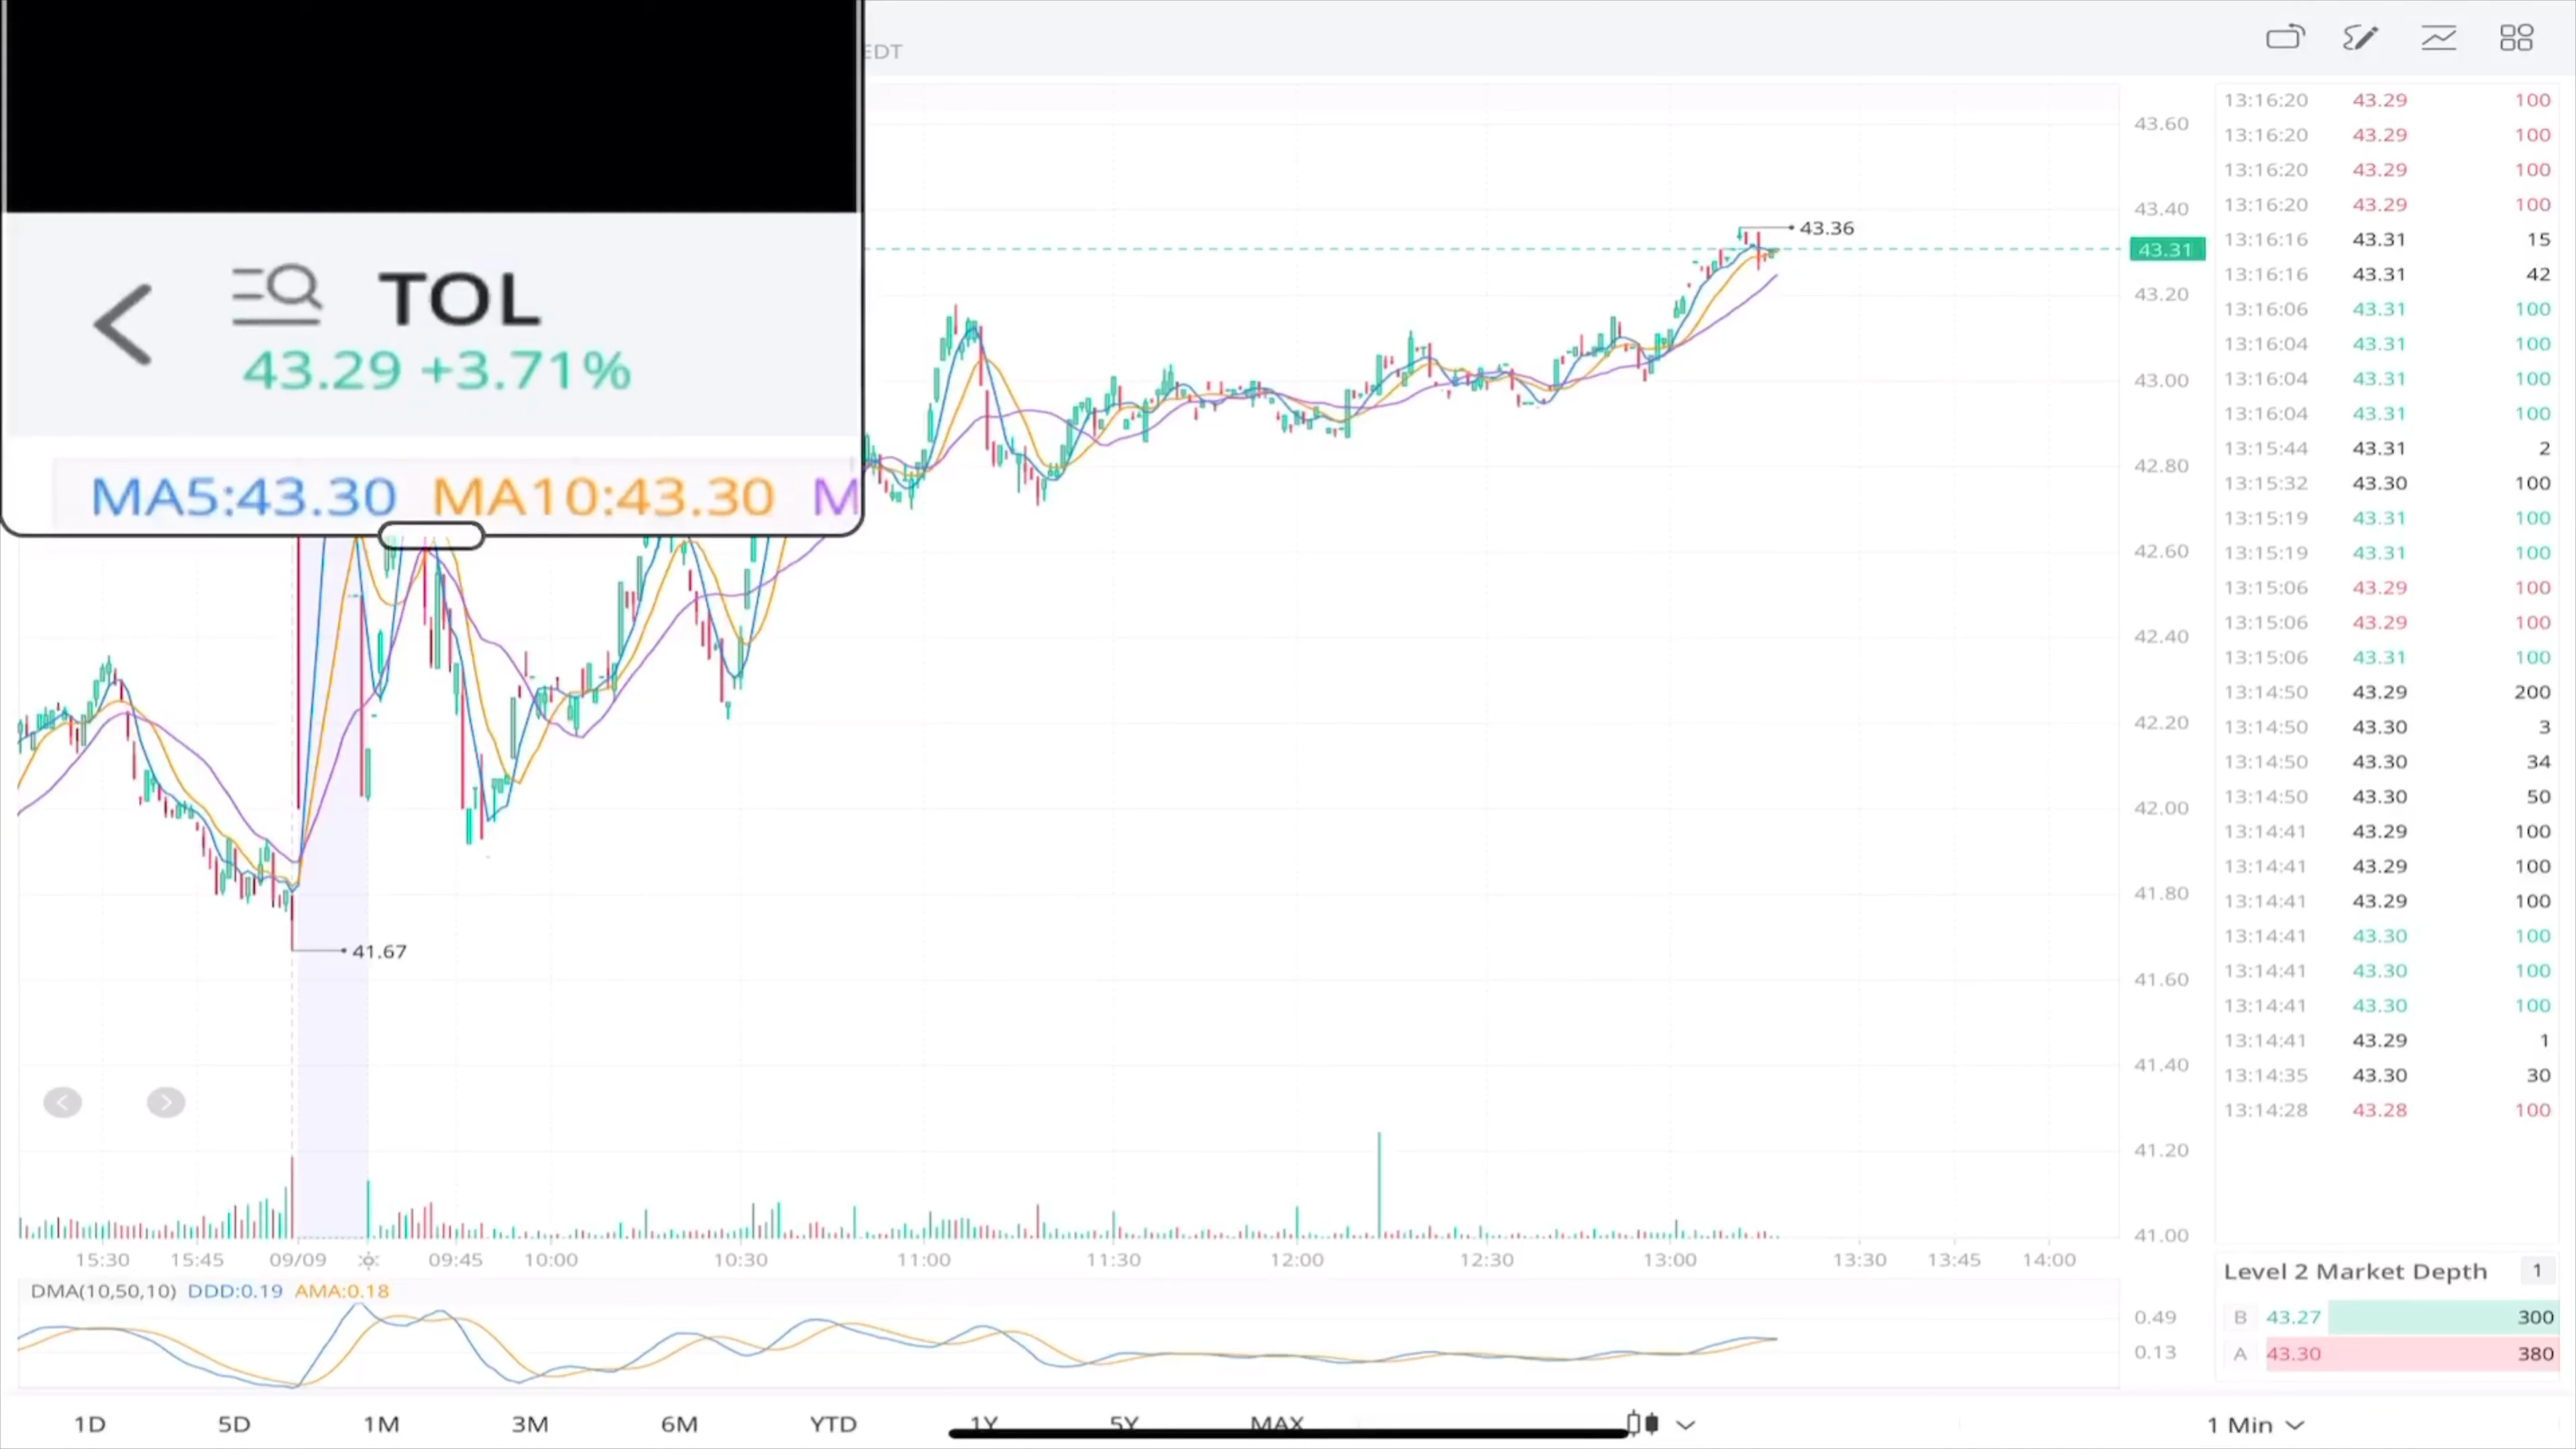 EDT
TOL
43.29 +3.71%
MA5:43.30 MA10:43.30 M
43.60
43.40
43.31
43.20
43.00
42.80
42.60
42.40
42.20
42.00
41.80
41.60
41.40
41.20
41.00
43.36
41.67
15:30 15:45 09/09 09:45 10:00 10:30 11:00 11:30 12:00 12:30 13:00 13:30 13:45 14:00
DMA(10,50,10) DDD:0.19 AMA:0.18
0.49
0.13
13:16:20 43.29 100
13:16:20 43.29 100
13:16:20 43.29 100
13:16:20 43.29 100
13:16:16 43.31 15
13:16:16 43.31 42
13:16:06 43.31 100
13:16:04 43.31 100
13:16:04 43.31 100
13:16:04 43.31 100
13:15:44 43.31 2
13:15:32 43.30 100
13:15:19 43.31 100
13:15:19 43.31 100
13:15:06 43.29 100
13:15:06 43.29 100
13:15:06 43.31 100
13:14:50 43.29 200
13:14:50 43.30 3
13:14:50 43.30 34
13:14:50 43.30 50
13:14:41 43.29 100
13:14:41 43.29 100
13:14:41 43.29 100
13:14:41 43.30 100
13:14:41 43.30 100
13:14:41 43.30 100
13:14:41 43.29 1
13:14:35 43.30 30
13:14:28 43.28 100
Level 2 Market Depth 1
B 43.27 300
A 43.30 380
1D 5D 1M 3M 6M YTD 1Y 5Y MAX 1 Min